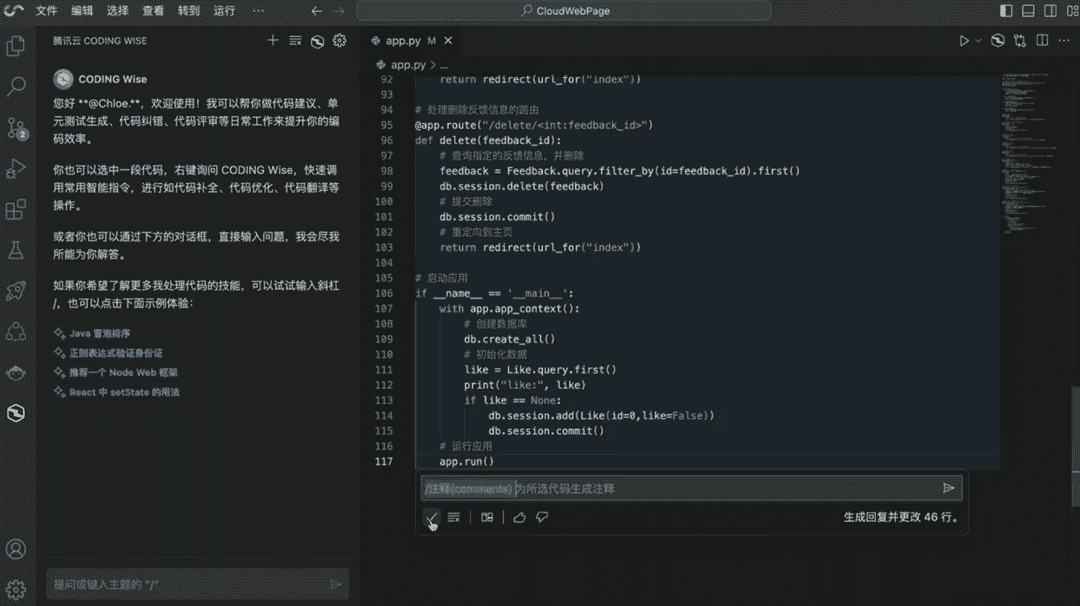 文件 编辑 选择 查看 转到 运行 ··· CloudWebPage
腾讯云 CODING WISE
CODING Wise
您好 **@Chloe.**，欢迎使用！我可以帮你做代码建议、单
元测试生成、代码纠错、代码评审等日常工作来提升你的编
码效率。
你也可以选中一段代码，右键询问 CODING Wise，快速调
用常用智能指令，进行如代码补全、代码优化、代码翻译等
操作。
或者你也可以通过下方的对话框，直接输入问题，我会尽我
所能为你解答。
如果你希望了解更多我处理代码的技能，可以试试输入斜杠
/，也可以点击下面示例体验：
Java 冒泡排序
正则表达式验证身份证
推荐一个 Node Web 框架
React 中 setState 的用法
提问或键入主题的 "/"
2
app.py M
app.py > ...
92 return redirect(url_for("index"))
93
94 # 处理删除反馈信息的路由
95 @app.route("/delete/<int:feedback_id>")
96 def delete(feedback_id):
97 # 查询指定的反馈信息，并删除
98 feedback = Feedback.query.filter_by(id=feedback_id).first()
99 db.session.delete(feedback)
100 # 提交删除
101 db.session.commit()
102 # 重定向到主页
103 return redirect(url_for("index"))
104
105 # 启动应用
106 if __name__ == '__main__':
107 with app.app_context():
108 # 创建数据库
109 db.create_all()
110 # 初始化数据
111 like = Like.query.first()
112 print("like:", like)
113 if like == None:
114 db.session.add(Like(id=0,like=False))
115 db.session.commit()
116 # 运行应用
117 app.run()
/注释(comments) 为所选代码生成注释
生成回复并更改 46 行。